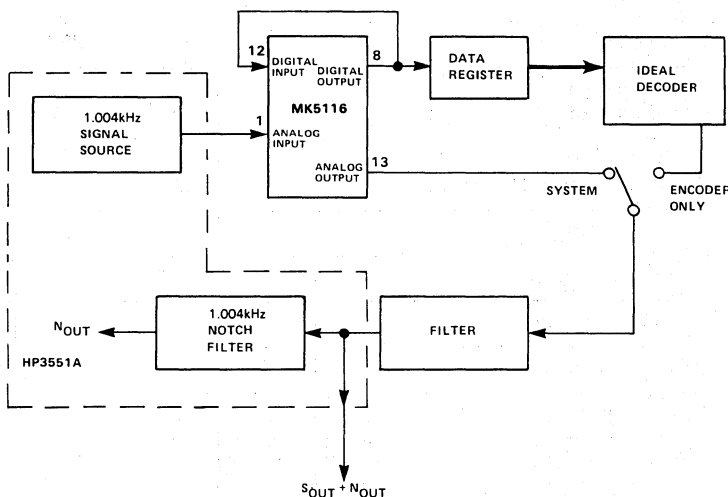 12
DIGITAL
INPUT
8
DIGITAL
OUTPUT
MK5116
1
ANALOG
INPUT
ANALOG
OUTPUT
13
DATA
REGISTER
IDEAL
DECODER
1.004kHz
SIGNAL
SOURCE
SYSTEM
ENCODER
ONLY
NOUT
HP3551A
1.004kHz
NOTCH
FILTER
FILTER
SOUT + NOUT